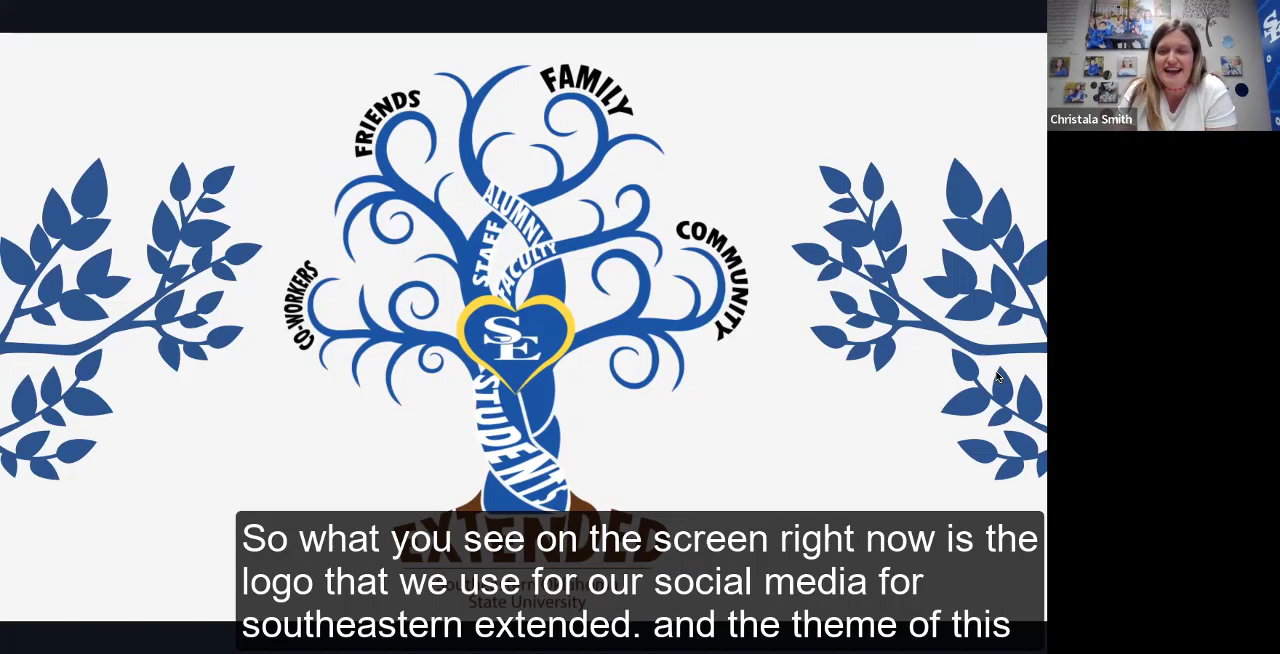 FAMILY
FRIENDS
ALUMNI
STAFF
FACULTY
COMMUNITY
CO-WORKERS
SE
STUDENTS
EXTENDED
State University
So what you see on the screen right now is the
logo that we use for our social media for
southeastern extended. and the theme of this
Christala Smith
SE